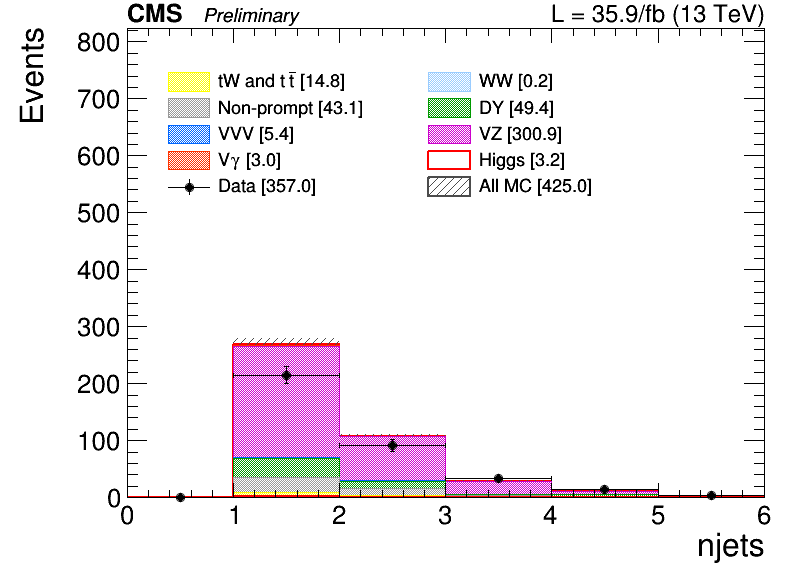 CMS Preliminary L = 35.9/fb (13 TeV)
Events
800
700
600
500
400
300
200
100
0
tW and t t̅ [14.8]
WW [0.2]
Non-prompt [43.1]
DY [49.4]
VVV [5.4]
VZ [300.9]
Vγ [3.0]
Higgs [3.2]
Data [357.0]
All MC [425.0]
0 1 2 3 4 5 6
njets